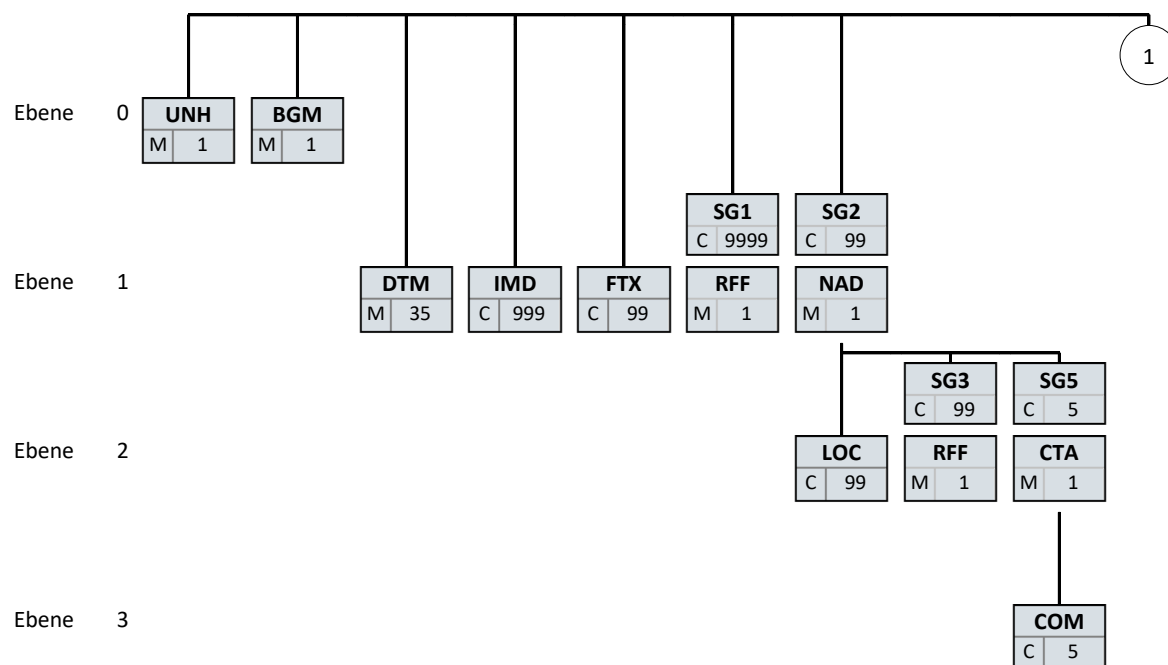 1
Ebene 0 UNH BGM
M 1 M 1
SG1 SG2
C 9999 C 99
Ebene 1 DTM IMD FTX RFF NAD
M 35 C 999 C 99 M 1 M 1
SG3 SG5
C 99 C 5
Ebene 2 LOC RFF CTA
C 99 M 1 M 1
Ebene 3 COM
C 5